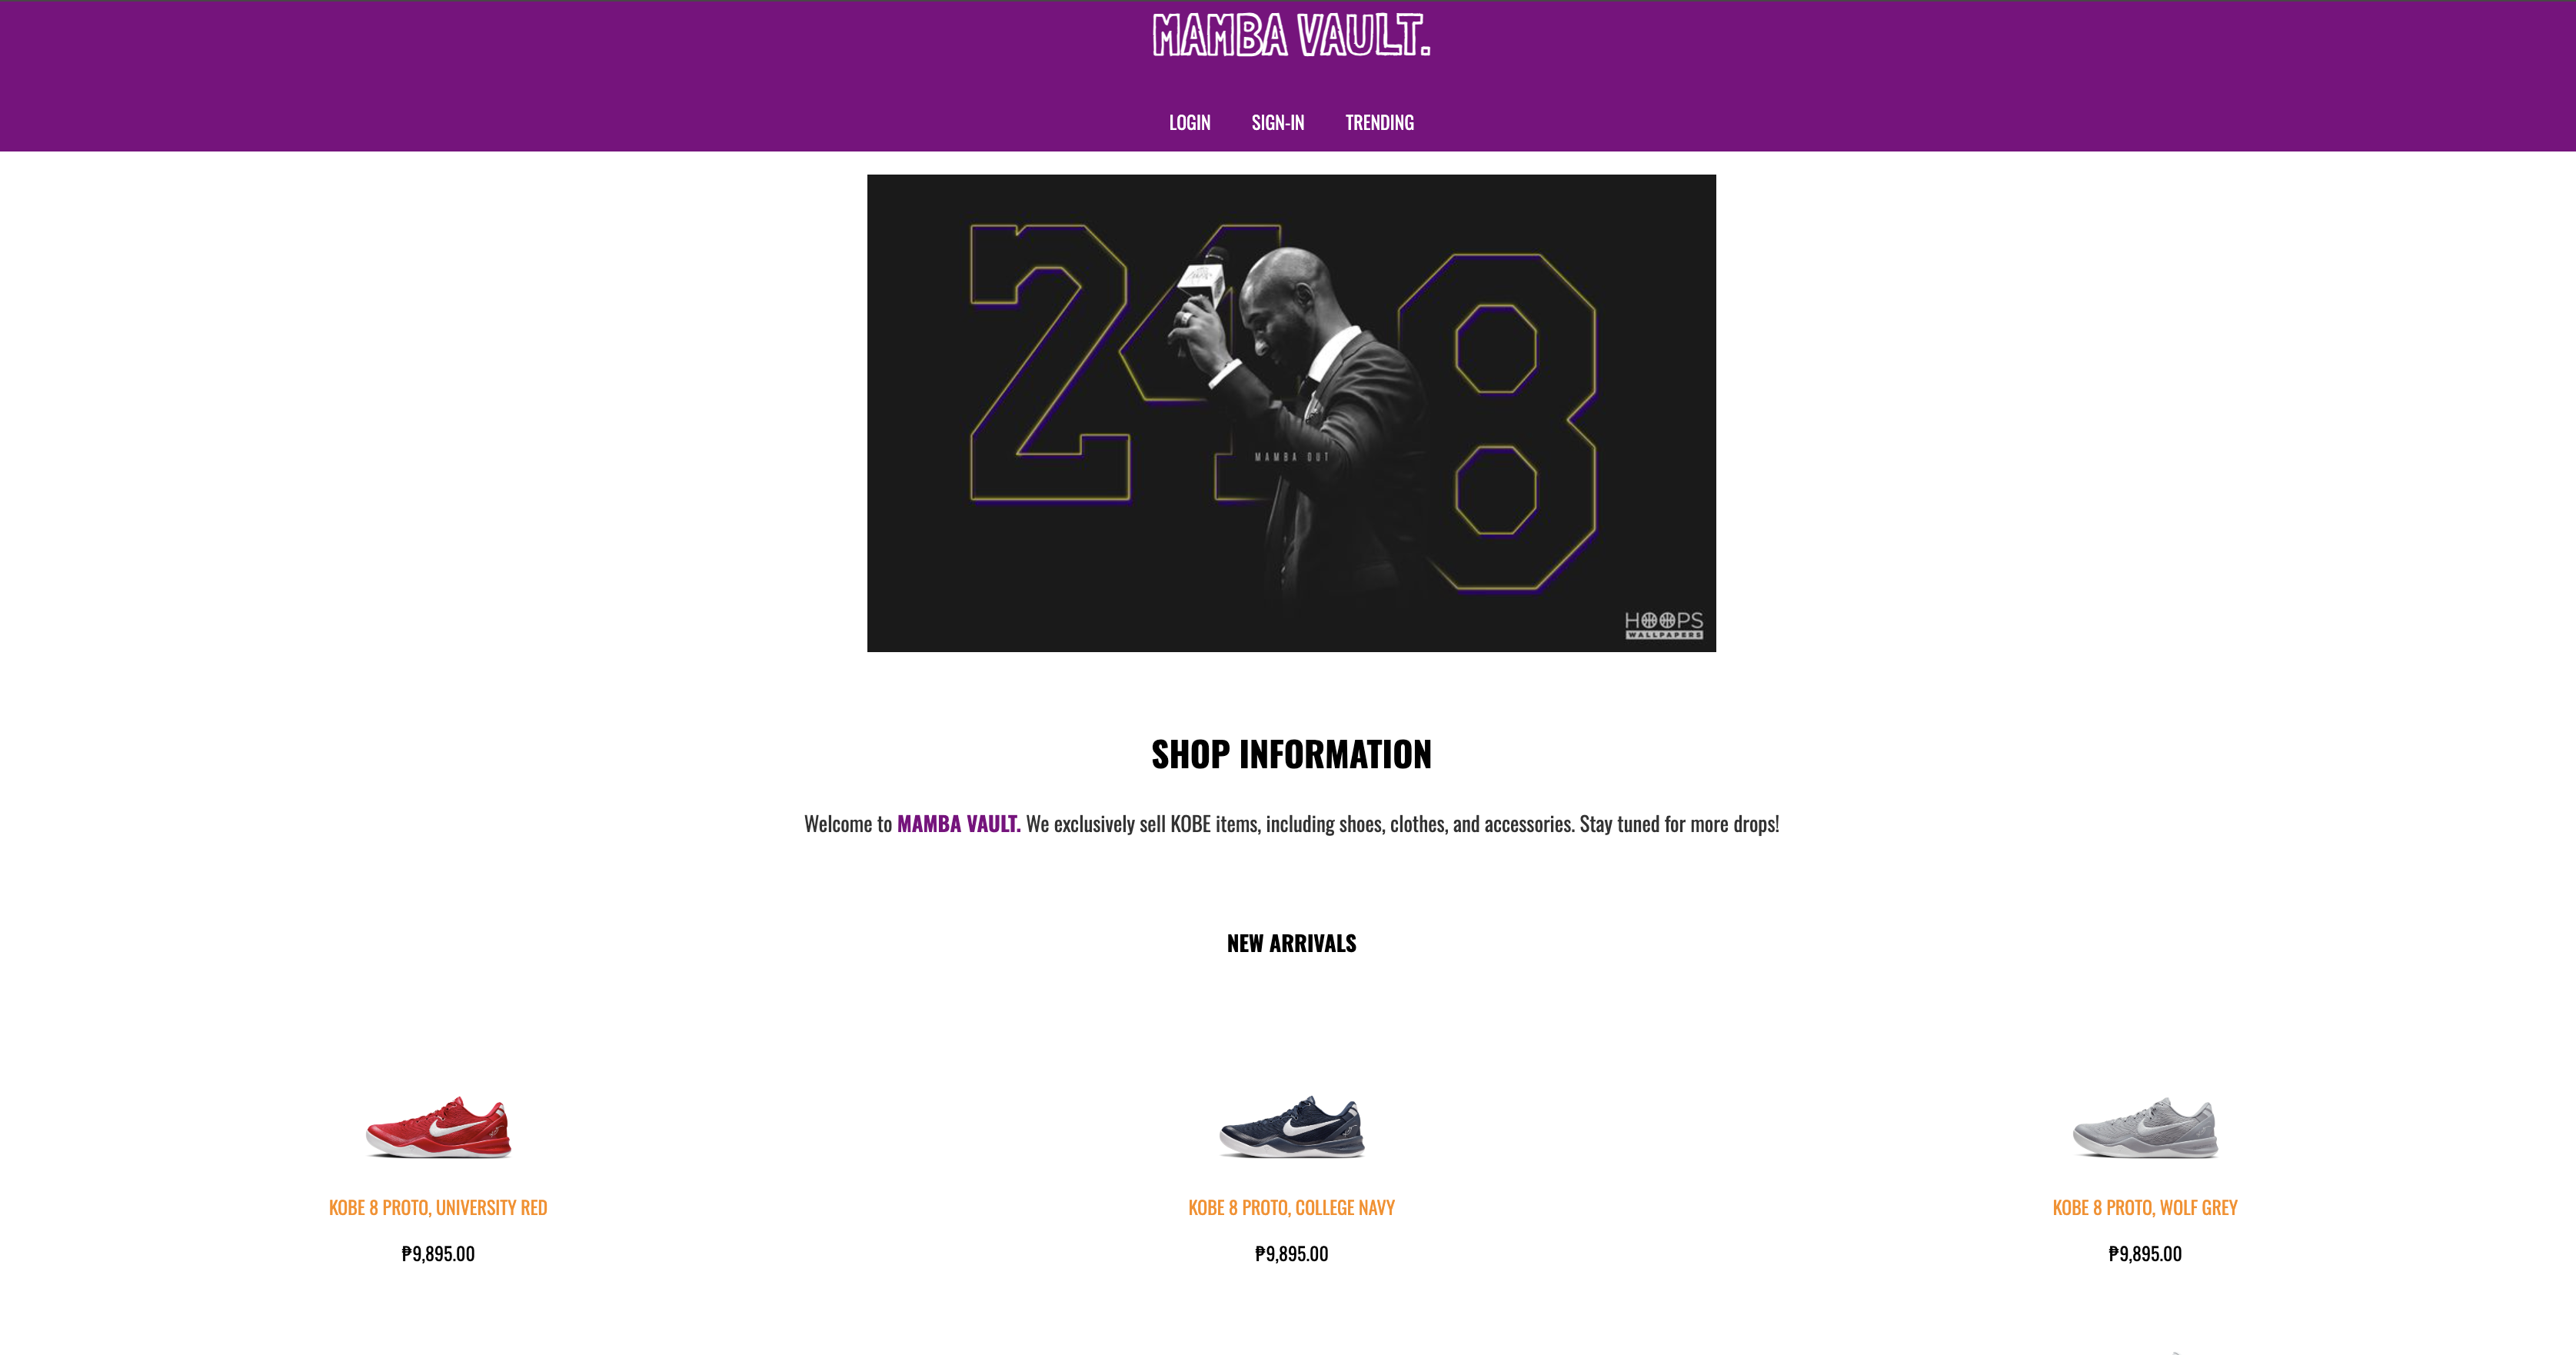 MAMBA VAULT.
LOGIN SIGN-IN TRENDING
24 8
MAMBA OUT
HOOPS
WALLPAPERS
SHOP INFORMATION
Welcome to MAMBA VAULT. We exclusively sell KOBE items, including shoes, clothes, and accessories. Stay tuned for more drops!
NEW ARRIVALS
KOBE 8 PROTO, UNIVERSITY RED
₱9,895.00
KOBE 8 PROTO, COLLEGE NAVY
₱9,895.00
KOBE 8 PROTO, WOLF GREY
₱9,895.00